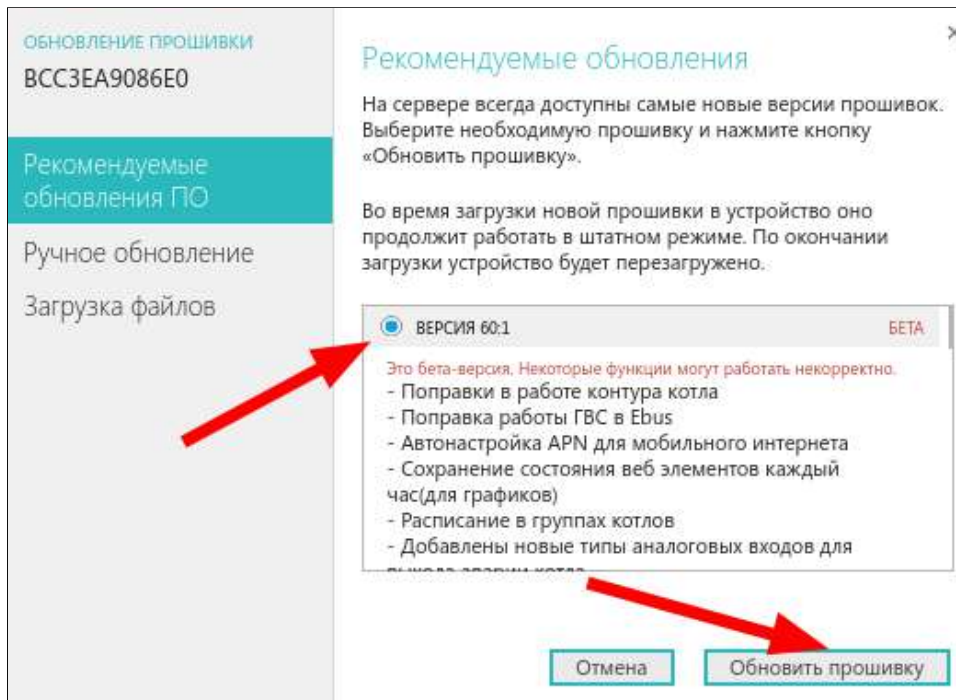 ОБНОВЛЕНИЕ ПРОШИВКИ
BCC3EA9086E0
Рекомендуемые
обновления ПО
Ручное обновление
Загрузка файлов
Рекомендуемые обновления
На сервере всегда доступны самые новые версии прошивок.
Выберите необходимую прошивку и нажмите кнопку
«Обновить прошивку».
Во время загрузки новой прошивки в устройство оно
продолжит работать в штатном режиме. По окончании
загрузки устройство будет перезагружено.
ВЕРСИЯ 60:1 БЕТА
Это бета-версия. Некоторые функции могут работать некорректно.
- Поправки в работе контура котла
- Поправка работы ГВС в Ebus
- Автонастройка APN для мобильного интернета
- Сохранение состояния веб элементов каждый
час(для графиков)
- Расписание в группах котлов
- Добавлены новые типы аналоговых входов для
Отмена
Обновить прошивку